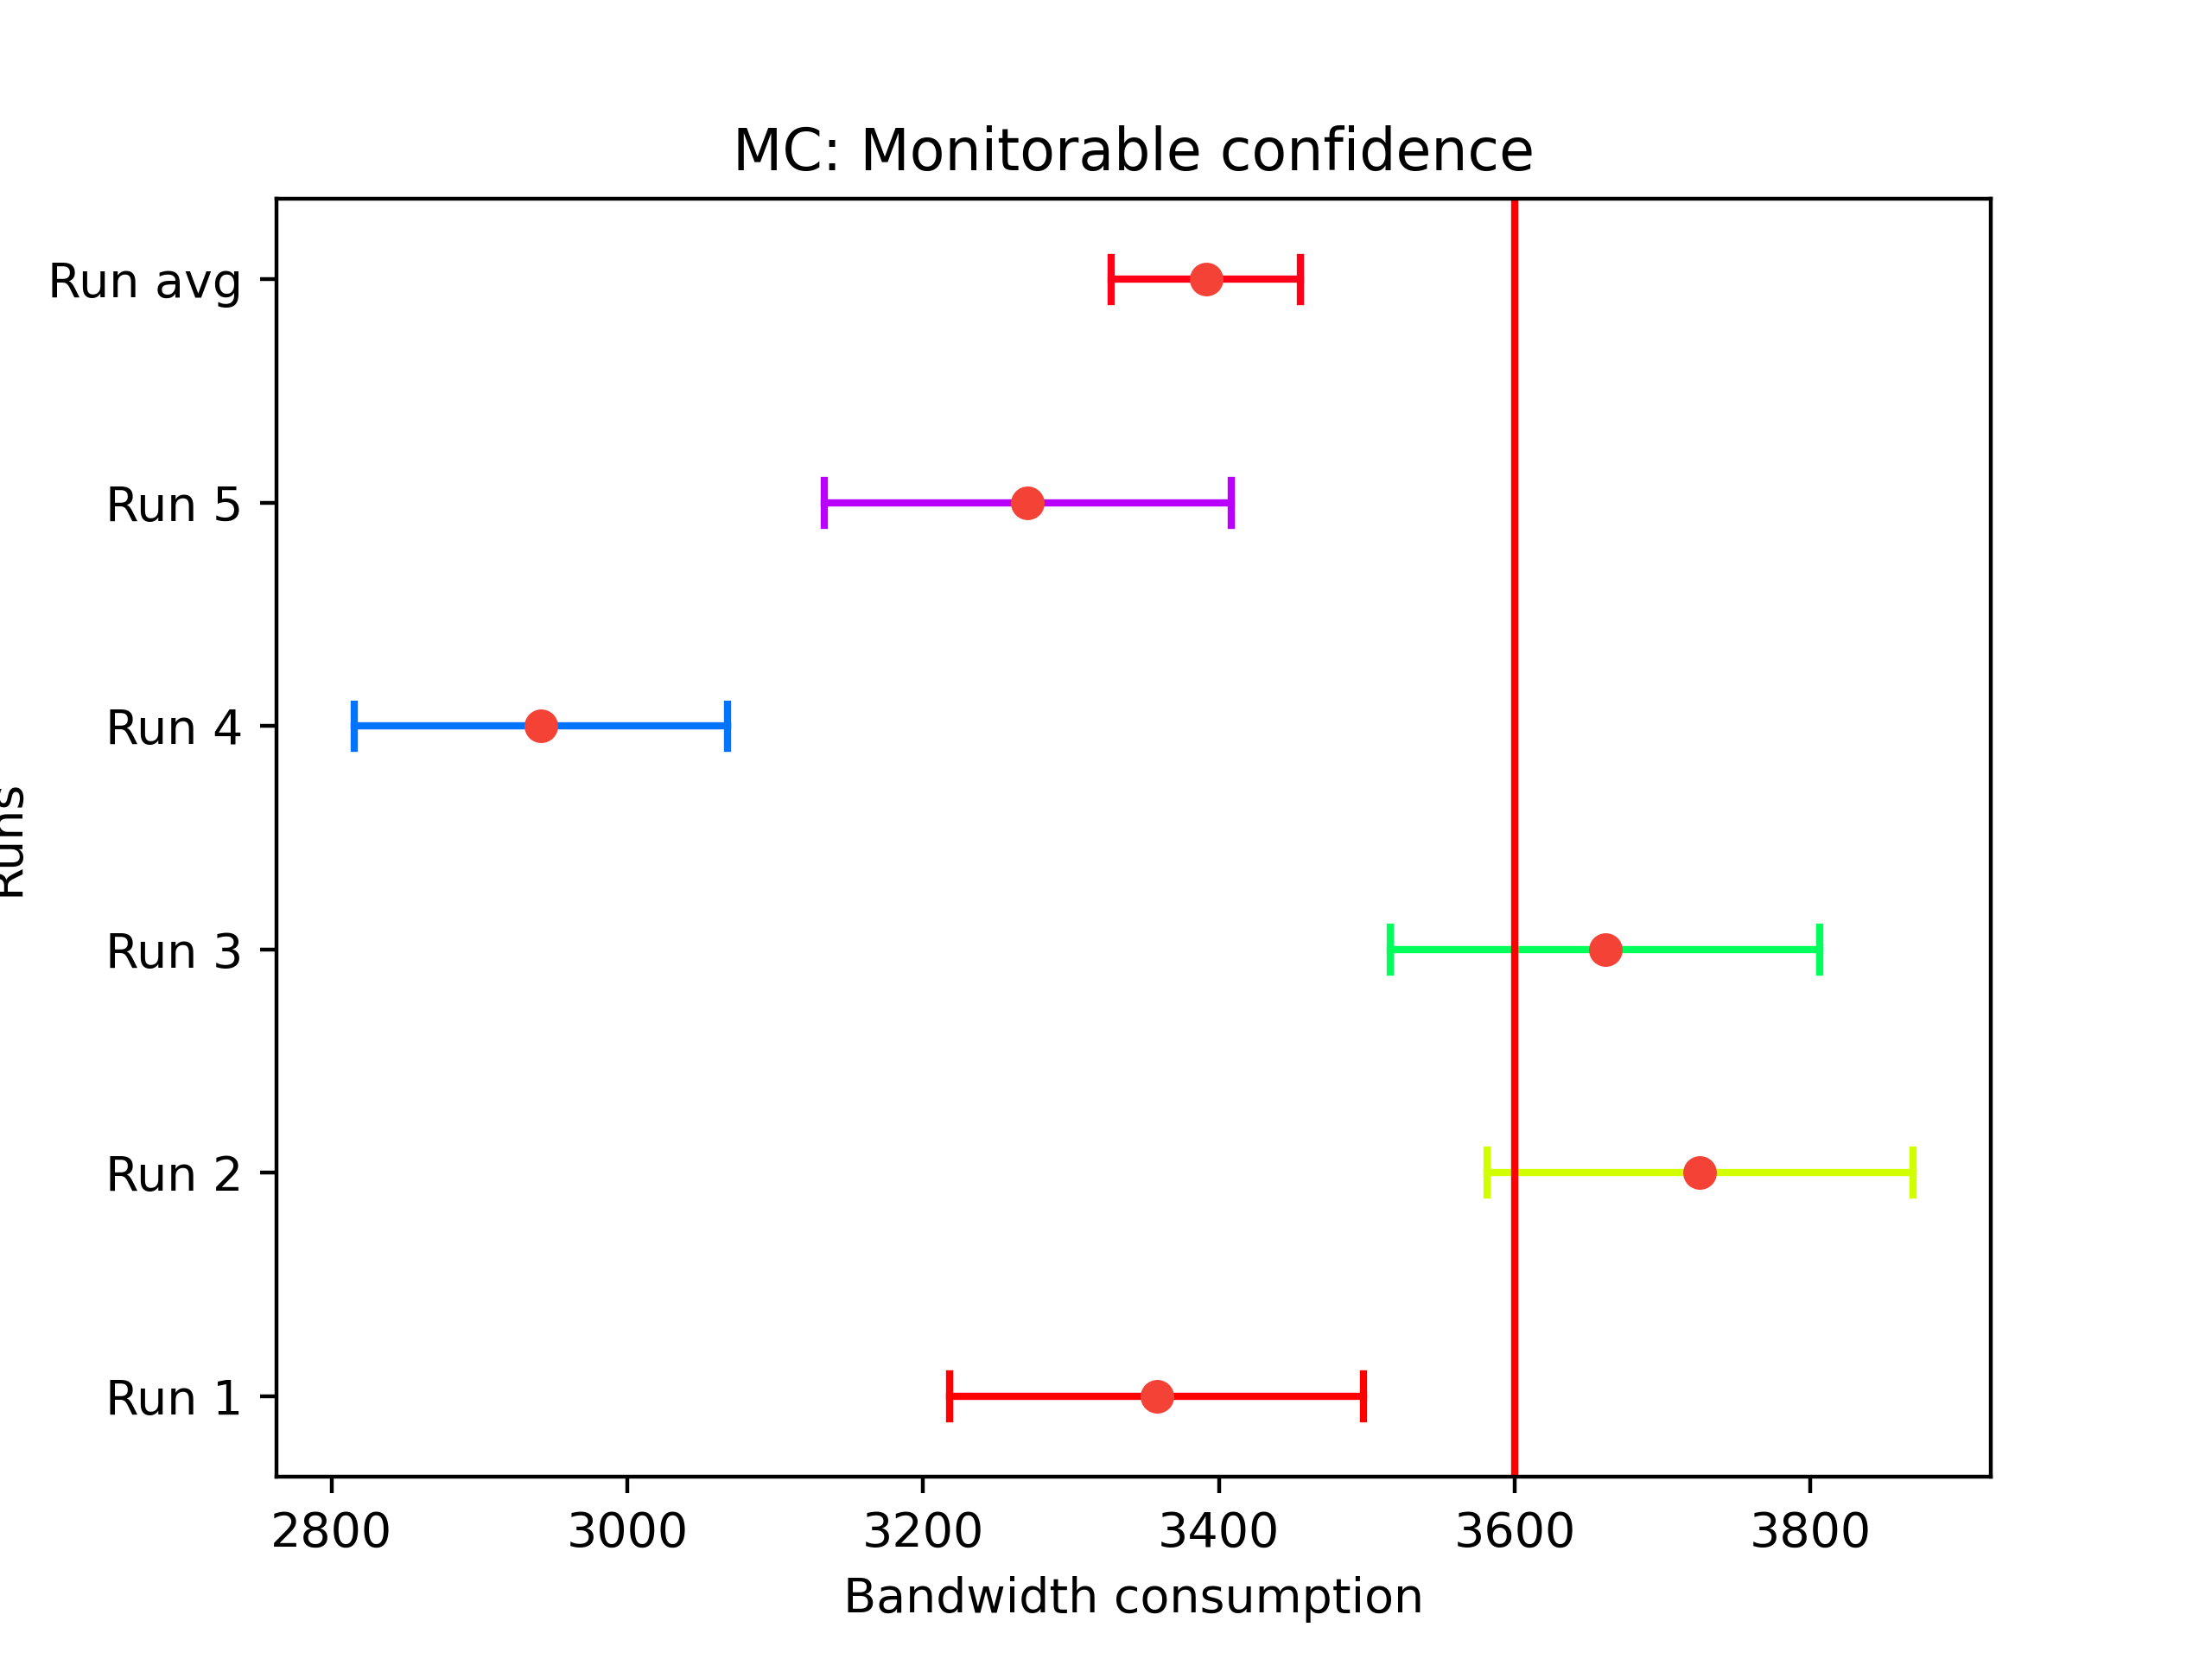 MC: Monitorable confidence
Run avg
Run 5
Run 4
Run 3
Run 2
Run 1
Runs
2800 3000 3200 3400 3600 3800
Bandwidth consumption